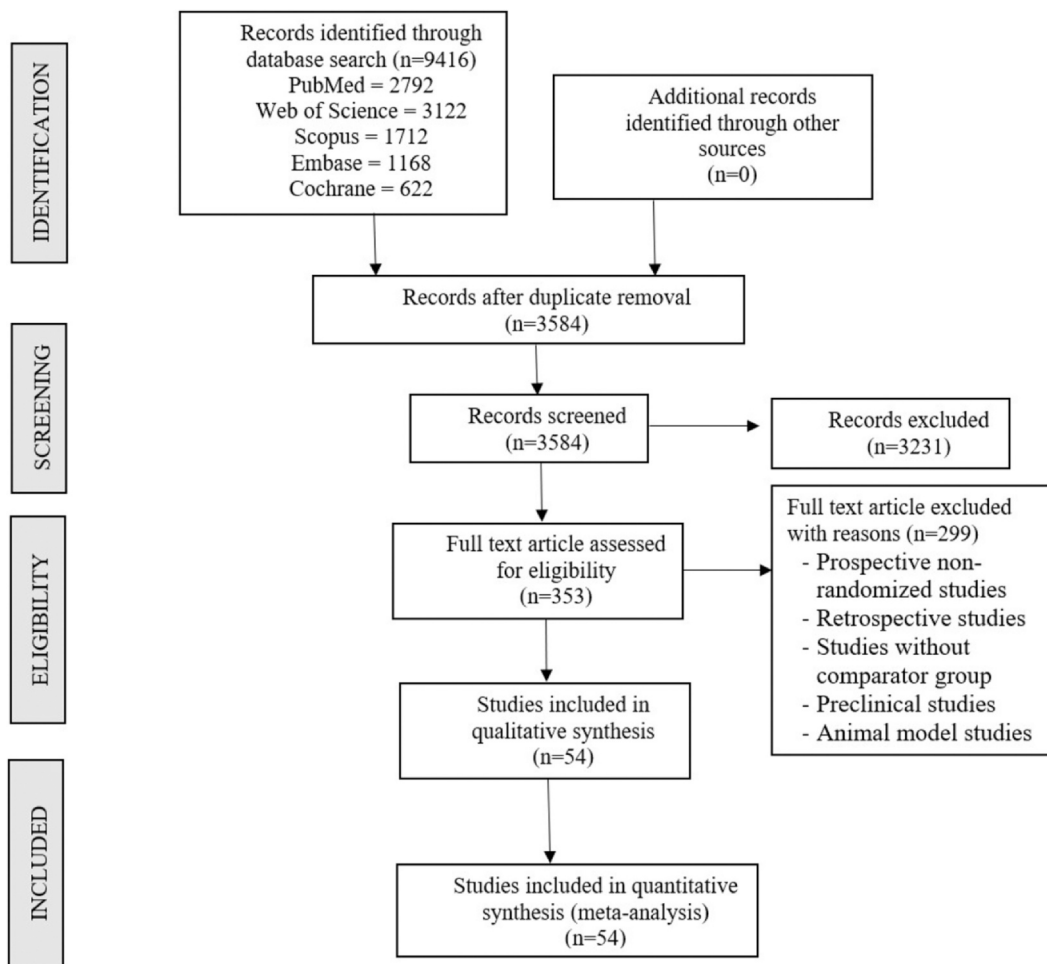 IDENTIFICATION
Records identified through
database search (n=9416)
PubMed = 2792
Web of Science = 3122
Scopus = 1712
Embase = 1168
Cochrane = 622
Additional records
identified through other
sources
(n=0)
Records after duplicate removal
(n=3584)
SCREENING
Records screened
(n=3584)
Records excluded
(n=3231)
ELIGIBILITY
Full text article assessed
for eligibility
(n=353)
Full text article excluded
with reasons (n=299)
- Prospective non-
randomized studies
- Retrospective studies
- Studies without
comparator group
- Preclinical studies
- Animal model studies
Studies included in
qualitative synthesis
(n=54)
INCLUDED
Studies included in quantitative
synthesis (meta-analysis)
(n=54)